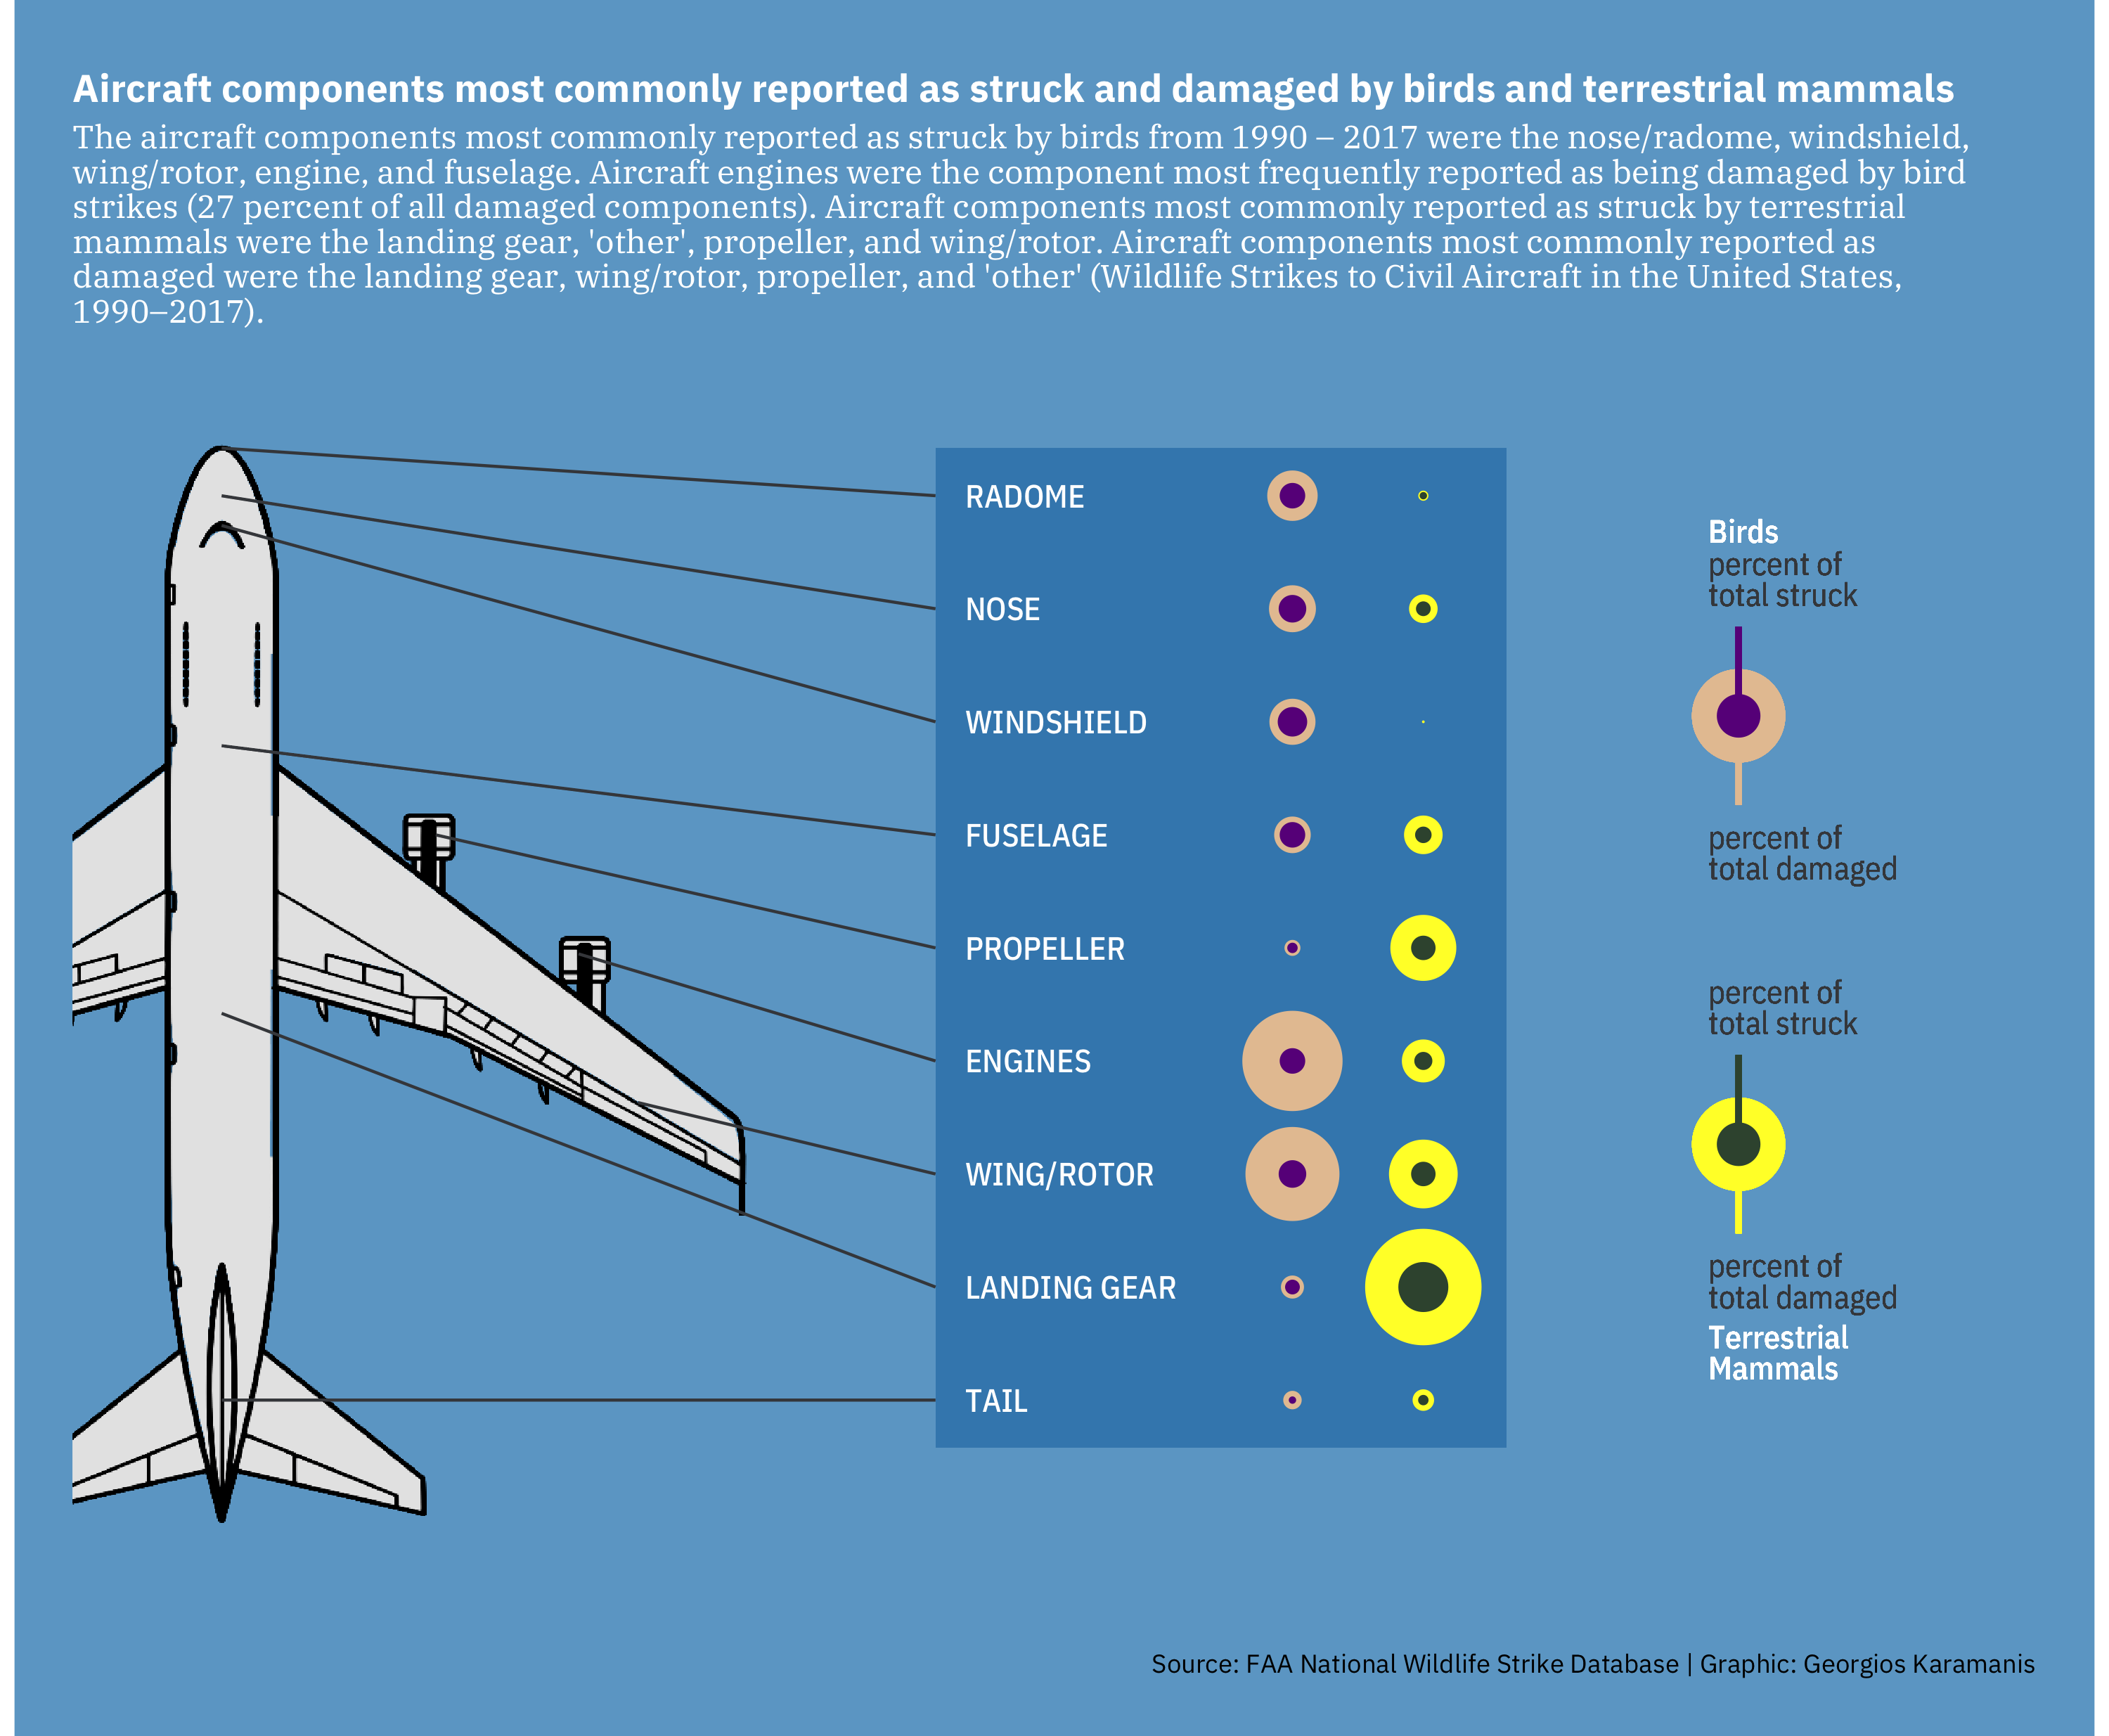 Aircraft components most commonly reported as struck and damaged by birds and terrestrial mammals
The aircraft components most commonly reported as struck by birds from 1990 – 2017 were the nose/radome, windshield,
wing/rotor, engine, and fuselage. Aircraft engines were the component most frequently reported as being damaged by bird
strikes (27 percent of all damaged components). Aircraft components most commonly reported as struck by terrestrial
mammals were the landing gear, 'other', propeller, and wing/rotor. Aircraft components most commonly reported as
damaged were the landing gear, wing/rotor, propeller, and 'other' (Wildlife Strikes to Civil Aircraft in the United States,
1990–2017).
RADOME
NOSE
WINDSHIELD
FUSELAGE
PROPELLER
ENGINES
WING/ROTOR
LANDING GEAR
TAIL
Birds
percent of
total struck
percent of
total damaged
percent of
total struck
percent of
total damaged
Terrestrial
Mammals
Source: FAA National Wildlife Strike Database | Graphic: Georgios Karamanis